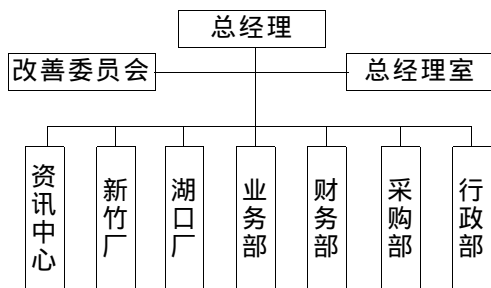 总经理
改善委员会
总经理室
资讯中心
新竹厂
湖口厂
业务部
财务部
采购部
行政部